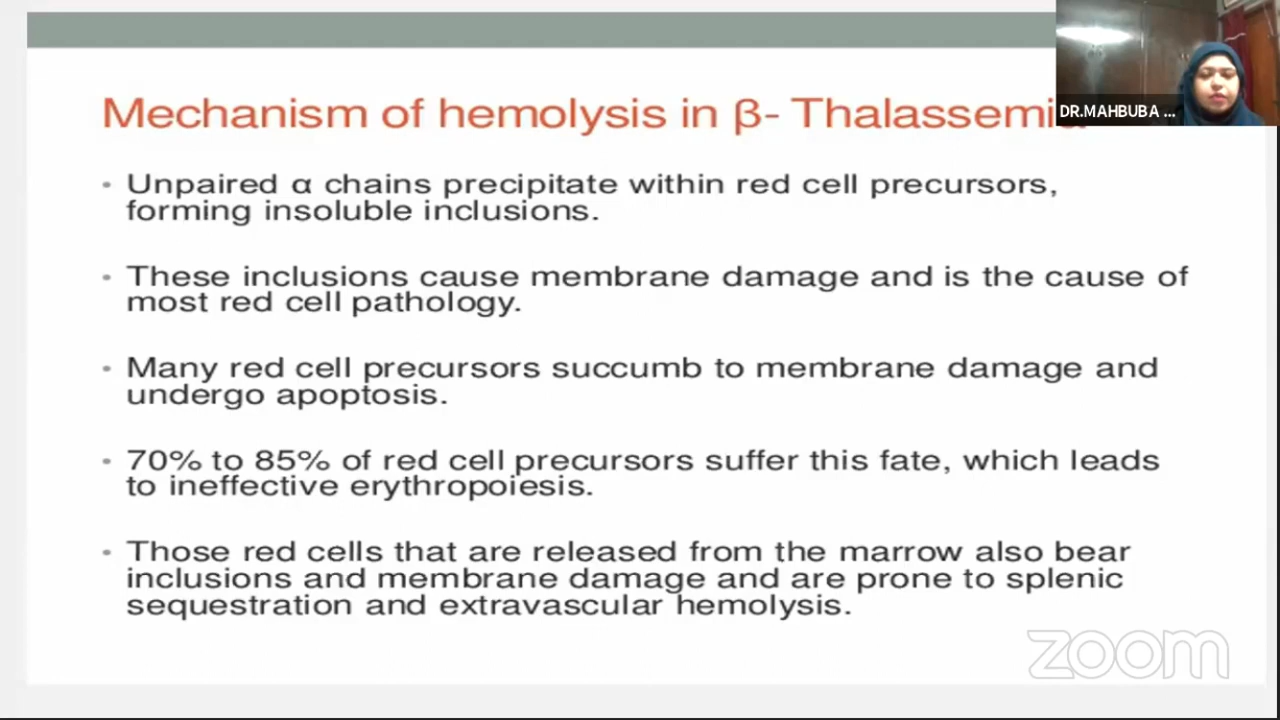 Mechanism of hemolysis in β- Thalassemia
DR.MAHBUBA ...
• Unpaired α chains precipitate within red cell precursors,
forming insoluble inclusions.
• These inclusions cause membrane damage and is the cause of
most red cell pathology.
• Many red cell precursors succumb to membrane damage and
undergo apoptosis.
• 70% to 85% of red cell precursors suffer this fate, which leads
to ineffective erythropoiesis.
• Those red cells that are released from the marrow also bear
inclusions and membrane damage and are prone to splenic
sequestration and extravascular hemolysis.
zoom